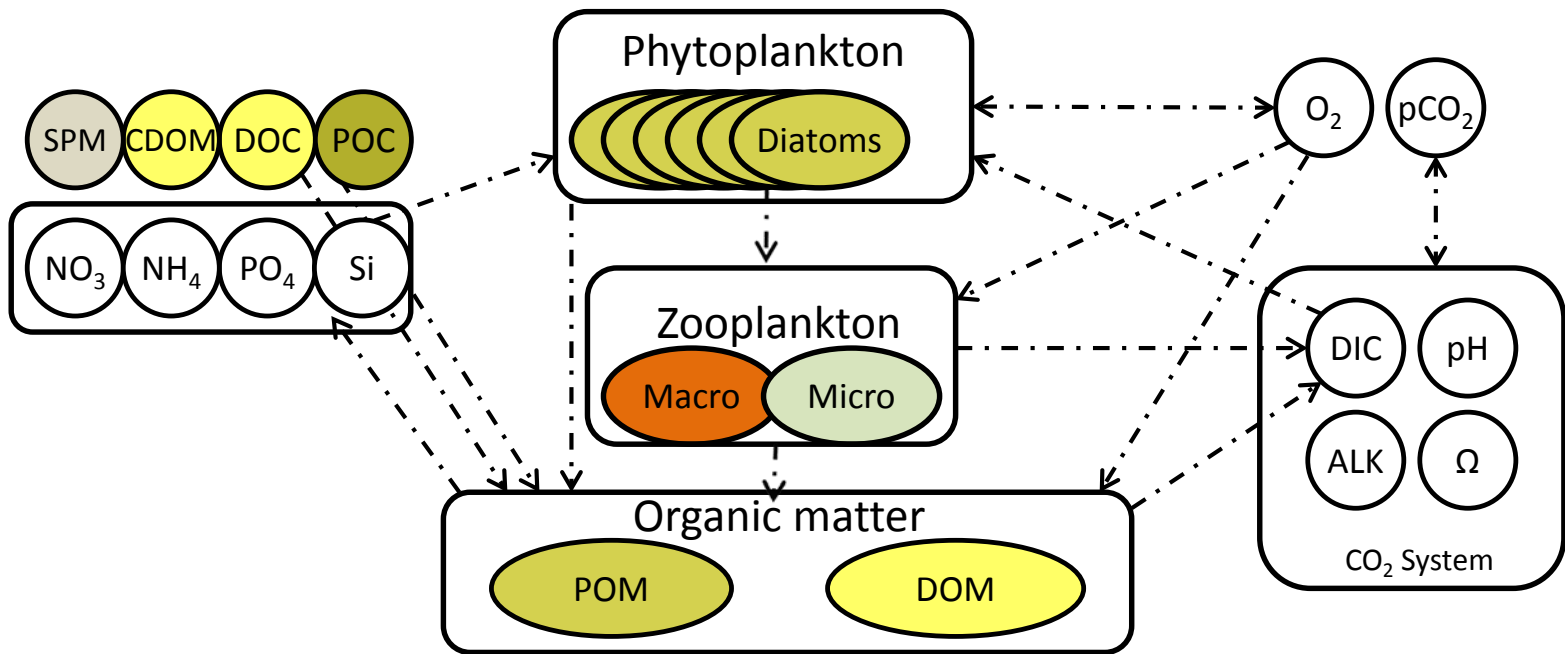 Phytoplankton
Diatoms
O₂
pCO₂
SPM
CDOM
DOC
POC
NO₃
NH₄
PO₄
Si
Zooplankton
Macro
Micro
DIC
pH
ALK
Ω
CO₂ System
Organic matter
POM
DOM